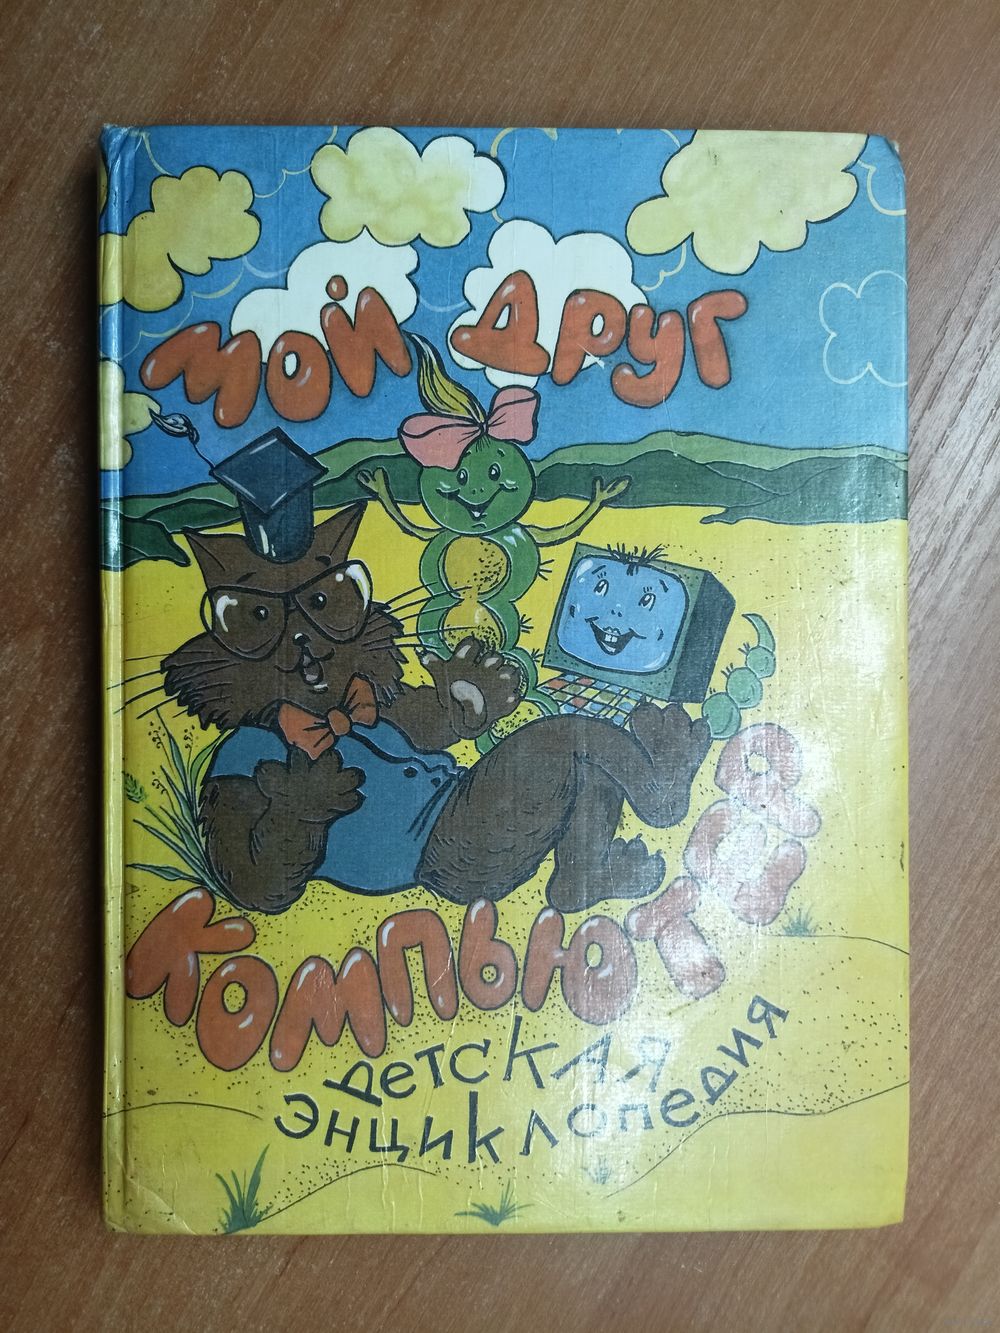 мой друг
компьютер
детская
энциклопедия